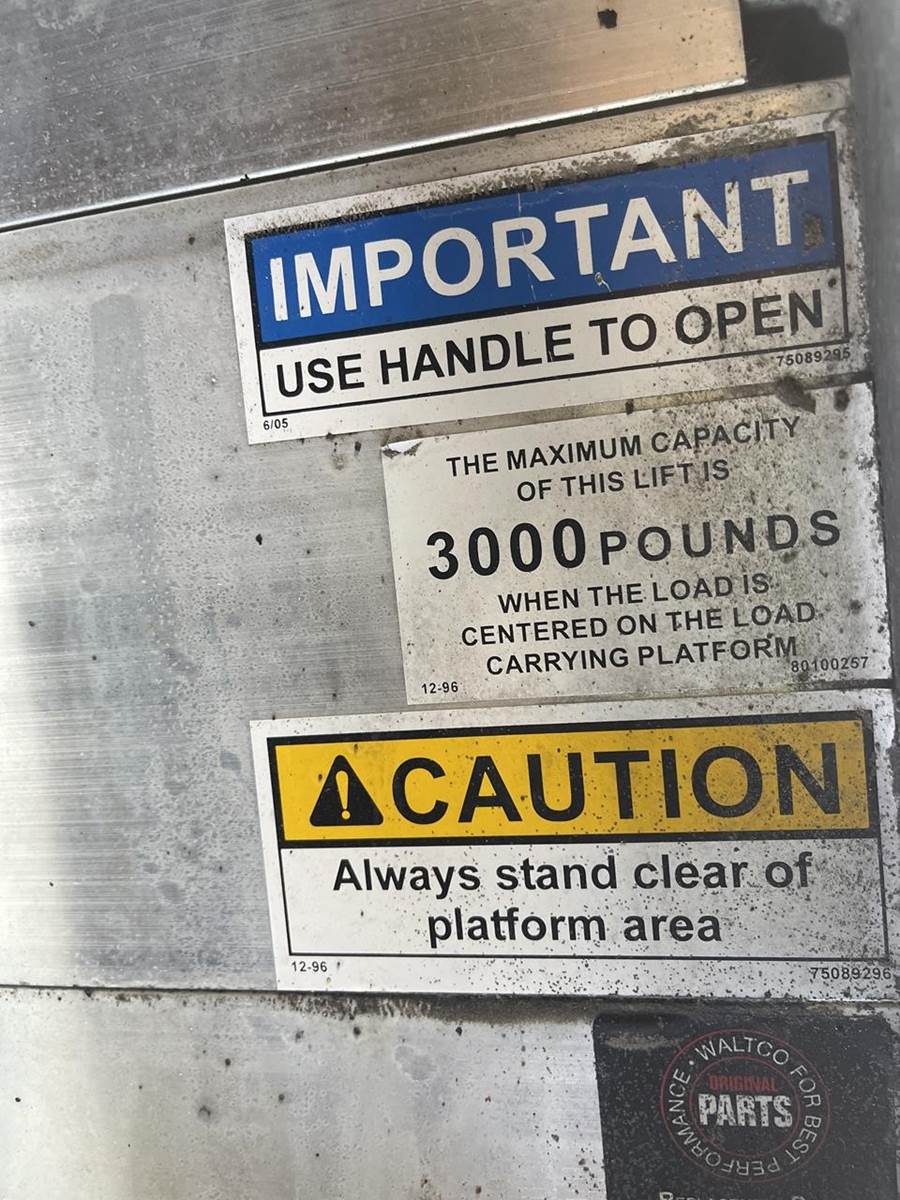 IMPORTANT
USE HANDLE TO OPEN
75089295
6/05
THE MAXIMUM CAPACITY
OF THIS LIFT IS
3000 POUNDS
WHEN THE LOAD IS
CENTERED ON THE LOAD
CARRYING PLATFORM
80100257
12-96
CAUTION
Always stand clear of
platform area
12-96
75089296
WALTCO FOR BEST PERFORMANCE •
ORIGINAL
PARTS